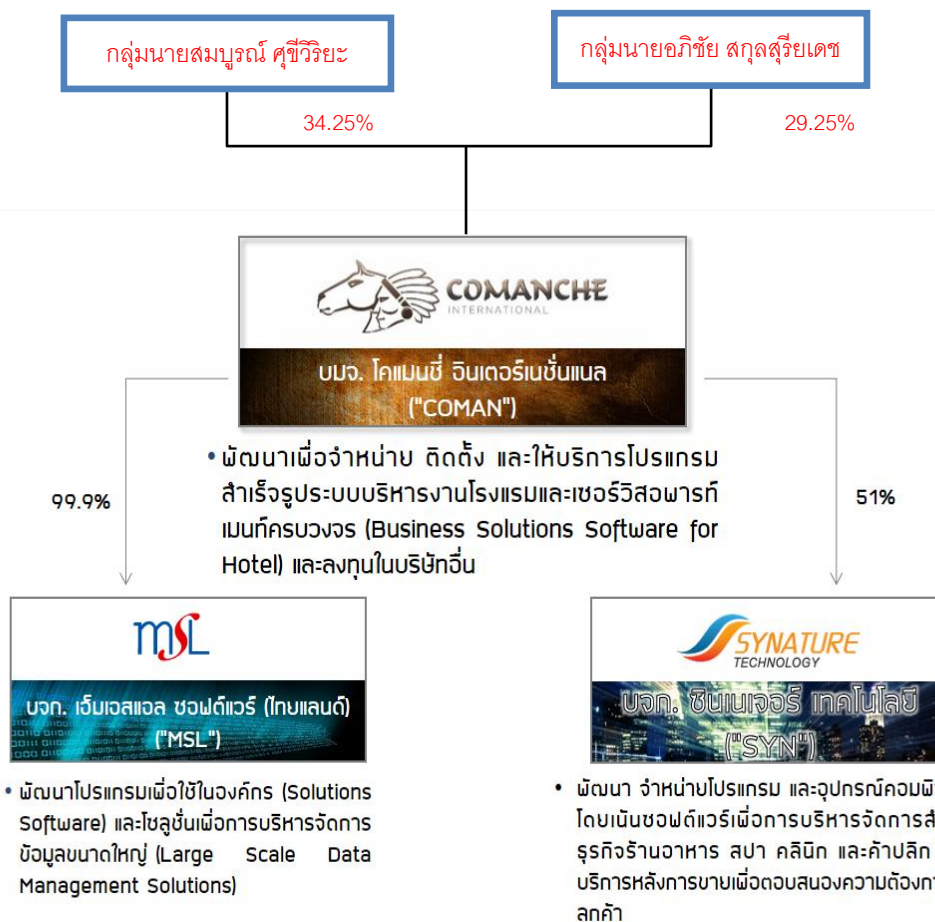 กลุ่มนายสมบูรณ์ ศุขีวิริยะ
กลุ่มนายอภิชัย สกุลสุริยเดช
34.25%
29.25%
COMANCHE
INTERNATIONAL
บมจ. โคแมนชี่ อินเตอร์เนชั่นแนล
("COMAN")
• พัฒนาเพื่อจำหน่าย ติดตั้ง และให้บริการโปรแกรม
สำเร็จรูประบบบริหารงานโรงแรมและเซอร์วิสอพารท์
เมนท์ครบวงจร (Business Solutions Software for
Hotel) และลงทุนในบริษัทอื่น
99.9%
51%
msL
บจก. เอ็มเอสแอล ซอฟต์แวร์ (ไทยแลนด์)
("MSL")
• พัฒนาโปรแกรมเพื่อใช้ในองค์กร (Solutions
Software) และโซลูชั่นเพื่อการบริหารจัดการ
ข้อมูลขนาดใหญ่ (Large Scale Data
Management Solutions)
SYNATURE
TECHNOLOGY
บจก. ซินเนเจอร์ เทคโนโลยี
("SYN")
• พัฒนา จำหน่ายโปรแกรม และอุปกรณ์
โดยเน้นซอฟต์แวร์เพื่อการบริหารจัดการ
ธุรกิจร้านอาหาร สปา คลินิก และค้าปลีก
บริการหลังการขายเพื่อตอบสนอง
ลูกค้า